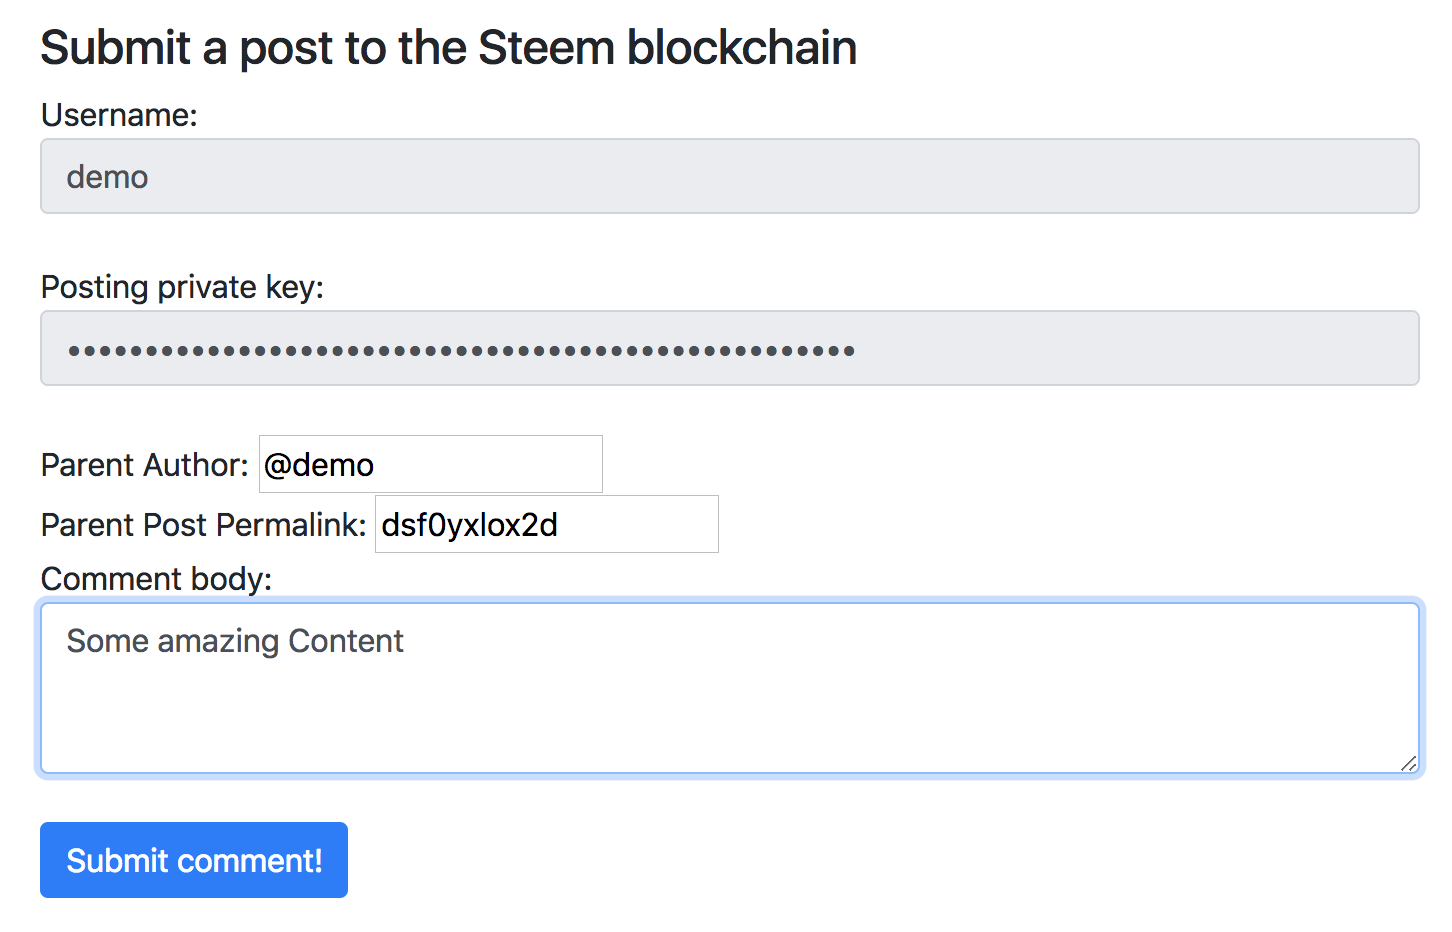 Submit a post to the Steem blockchain
Username:
demo
Posting private key:
•••••••••••••••••••••••••••••••••••••••••••••••••••
Parent Author: @demo
Parent Post Permalink: dsf0yxlox2d
Comment body:
Some amazing Content
Submit comment!